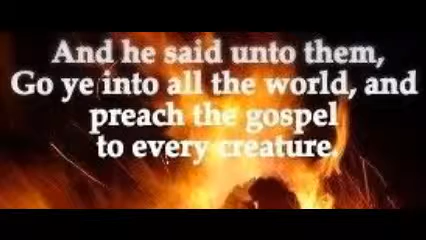 And he said unto them,
Go ye into all the world, and
preach the gospel
to every creature.